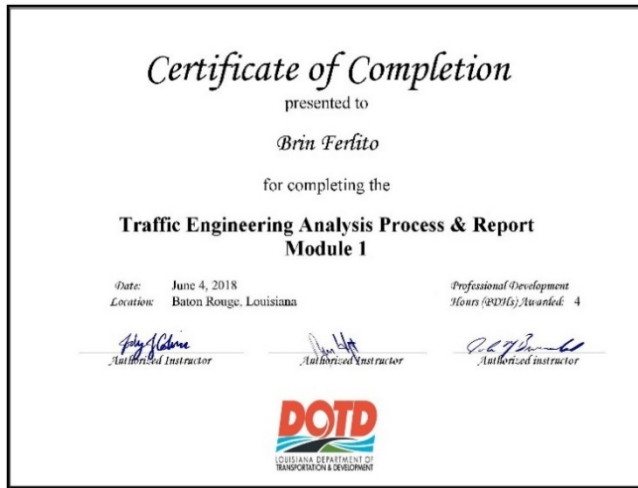 Certificate of Completion
presented to
Brin Ferlito
for completing the
Traffic Engineering Analysis Process & Report
Module 1
Date: June 4, 2018
Location: Baton Rouge, Louisiana
Professional Development
Hours (PDHs) Awarded: 4
Authorized Instructor
Authorized Instructor
Authorized instructor
DOTD
LOUISIANA DEPARTMENT OF
TRANSPORTATION & DEVELOPMENT